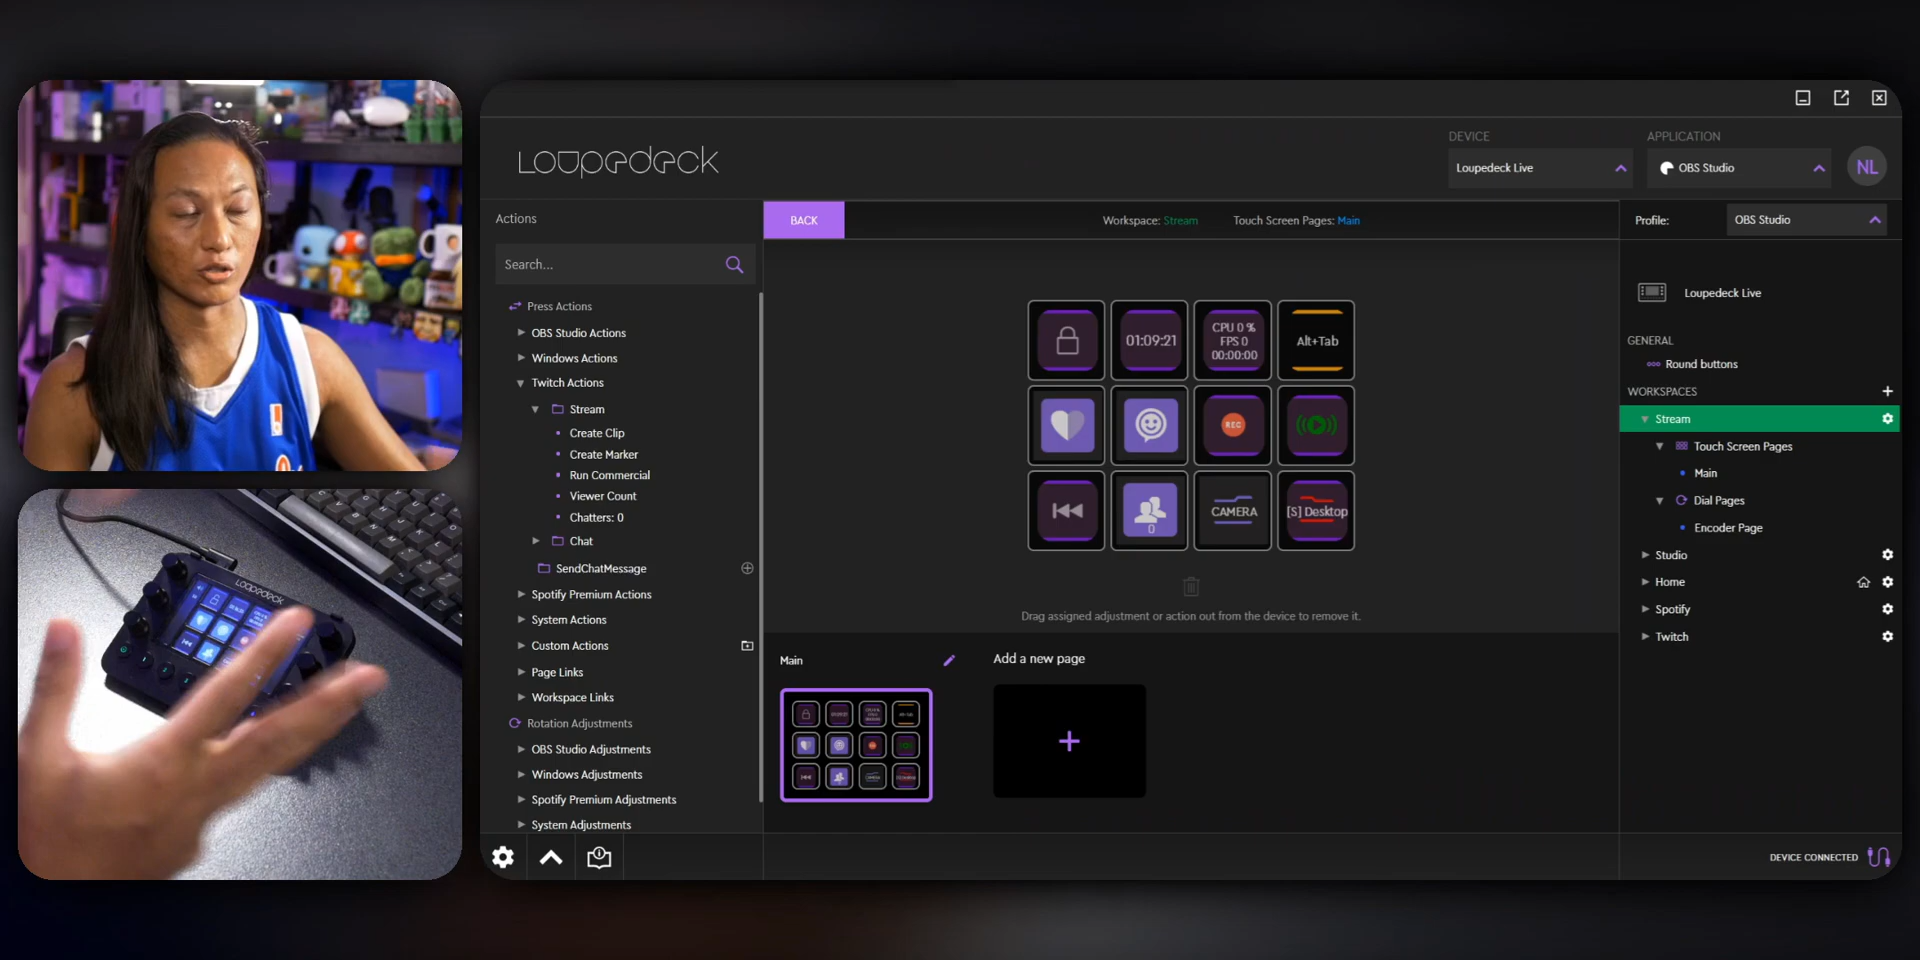 DEVICE
APPLICATION
Loupedeck
Loupedeck Live
OBS Studio
NL
Actions
BACK
Workspace: Stream
Touch Screen Pages: Main
Profile:
OBS Studio
Search...
Press Actions
OBS Studio Actions
Windows Actions
Twitch Actions
Stream
Create Clip
Create Marker
Run Commercial
Viewer Count
Chatters: 0
Chat
SendChatMessage
Spotify Premium Actions
System Actions
Custom Actions
Page Links
Workspace Links
Rotation Adjustments
OBS Studio Adjustments
Windows Adjustments
Spotify Premium Adjustments
System Adjustments
01:09:21
CPU 0 %
FPS 0
00:00:00
Alt+Tab
REC
0
CAMERA
[S] Desktop
Drag assigned adjustment or action out from the device to remove it.
Main
Add a new page
Loupedeck Live
GENERAL
Round buttons
WORKSPACES
Stream
Touch Screen Pages
Main
Dial Pages
Encoder Page
Studio
Home
Spotify
Twitch
DEVICE CONNECTED
LOUPEDECK